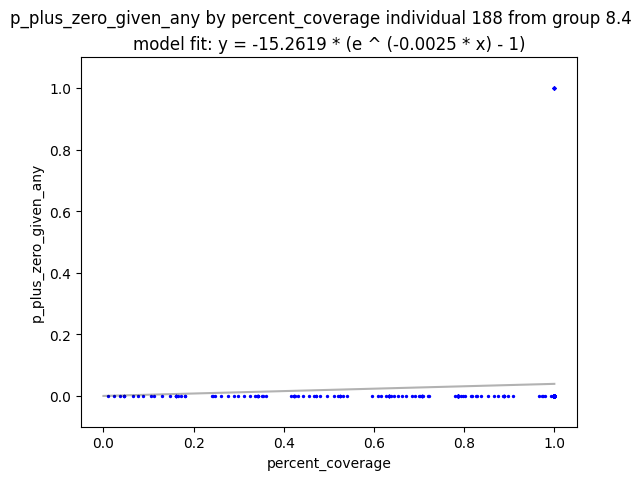 p_plus_zero_given_any by percent_coverage individual 188 from group 8.4
model fit: y = -15.2619 * (e ^ (-0.0025 * x) - 1)
1.0
0.8
0.6
0.4
0.2
0.0
p_plus_zero_given_any
0.0 0.2 0.4 0.6 0.8 1.0
percent_coverage